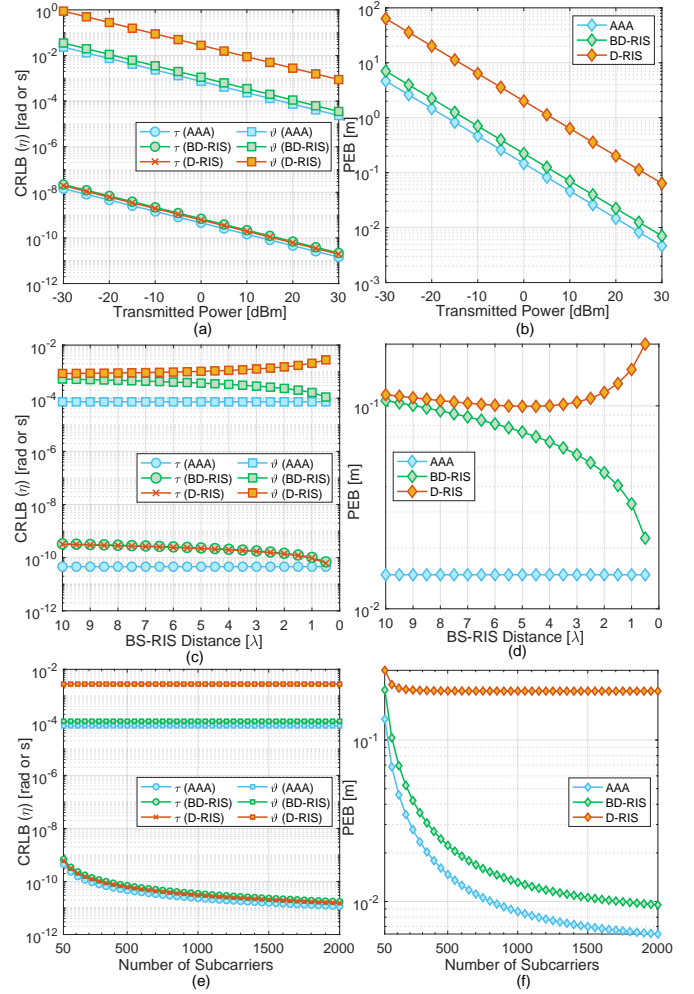 CRLB (η) [rad or s]
10^0
10^-2
10^-4
10^-6
10^-8
10^-10
10^-12
τ (AAA)
τ (BD-RIS)
τ (D-RIS)
ϑ (AAA)
ϑ (BD-RIS)
ϑ (D-RIS)
-30 -20 -10 0 10 20 30
Transmitted Power [dBm]
(a)
PEB [m]
10^2
10^1
10^0
10^-1
10^-2
10^-3
AAA
BD-RIS
D-RIS
-30 -20 -10 0 10 20 30
Transmitted Power [dBm]
(b)
CRLB (η) [rad or s]
10^-2
10^-4
10^-6
10^-8
10^-10
10^-12
τ (AAA)
τ (BD-RIS)
τ (D-RIS)
ϑ (AAA)
ϑ (BD-RIS)
ϑ (D-RIS)
10 9 8 7 6 5 4 3 2 1 0
BS-RIS Distance [λ]
(c)
PEB [m]
10^-1
10^-2
AAA
BD-RIS
D-RIS
10 9 8 7 6 5 4 3 2 1 0
BS-RIS Distance [λ]
(d)
CRLB (η) [rad or s]
10^-2
10^-4
10^-6
10^-8
10^-10
10^-12
τ (AAA)
τ (BD-RIS)
τ (D-RIS)
ϑ (AAA)
ϑ (BD-RIS)
ϑ (D-RIS)
50 500 1000 1500 2000
Number of Subcarriers
(e)
PEB [m]
10^-1
10^-2
AAA
BD-RIS
D-RIS
50 500 1000 1500 2000
Number of Subcarriers
(f)